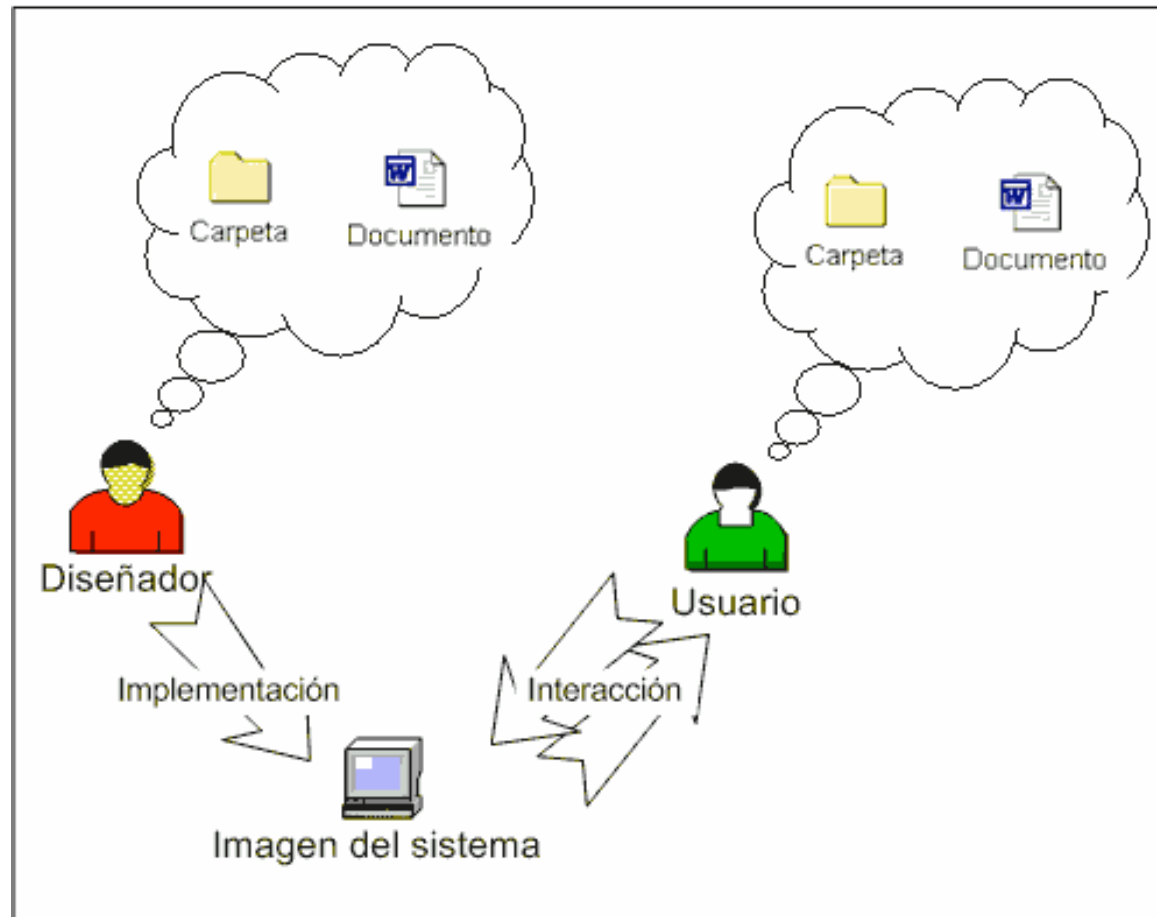 Carpeta
Documento
Carpeta
Documento
Diseñador
Usuario
Implementación
Interacción
Imagen del sistema